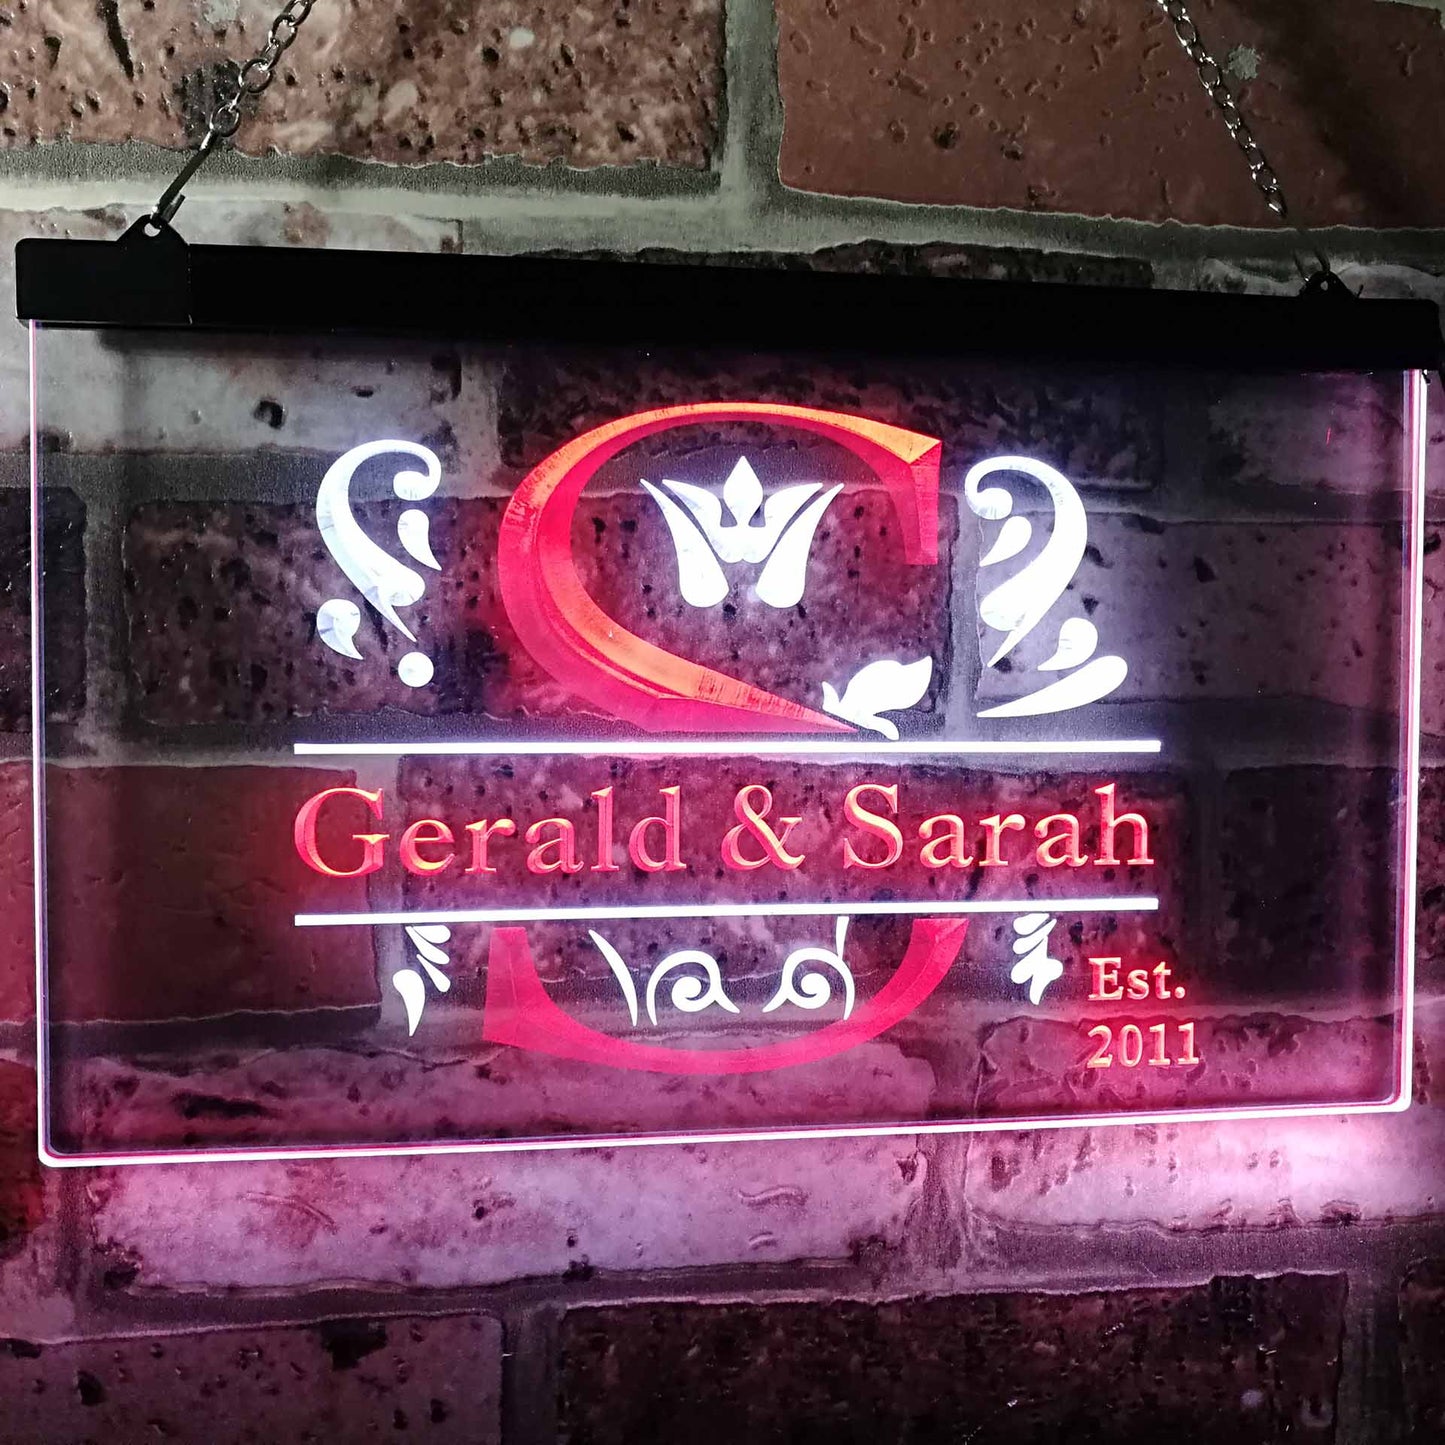 S
Gerald & Sarah
Est.
2011